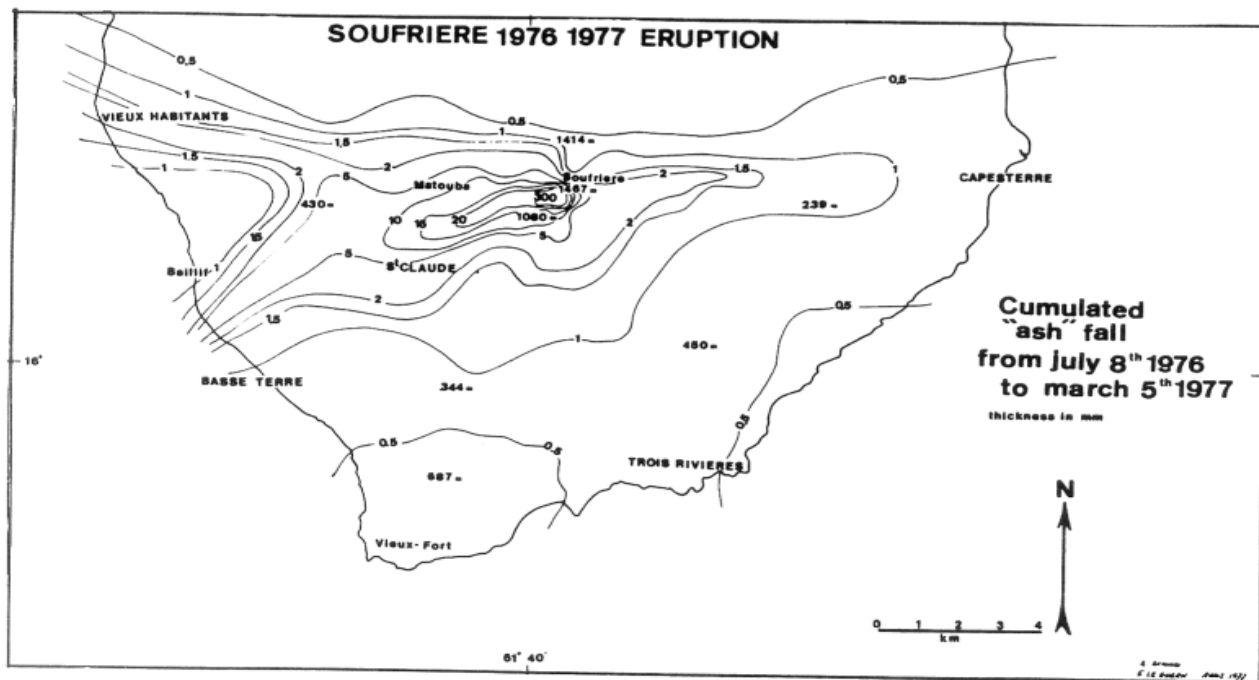 SOUFRIERE 1976 1977 ERUPTION
0.5
0.5
1
0.5
VIEUX HABITANTS
1
1414 m
1.5
1.5
2
2
1.5
1
1
2
5
Matouba
Soufriere
1467 m
300
CAPESTERRE
430 m
10
15
20
1080 m
239 m
2
1.5
5
5
St CLAUDE
Baillif
1
2
1.5
0.5
Cumulated
"ash" fall
from july 8th 1976
to march 5th 1977
thickness in mm
1
450 m
16°
BASSE TERRE
344 m
0.5
0.5
0.5
TROIS RIVIERES
687 m
N
Vieux-Fort
0 1 2 3 4
km
61° 40'